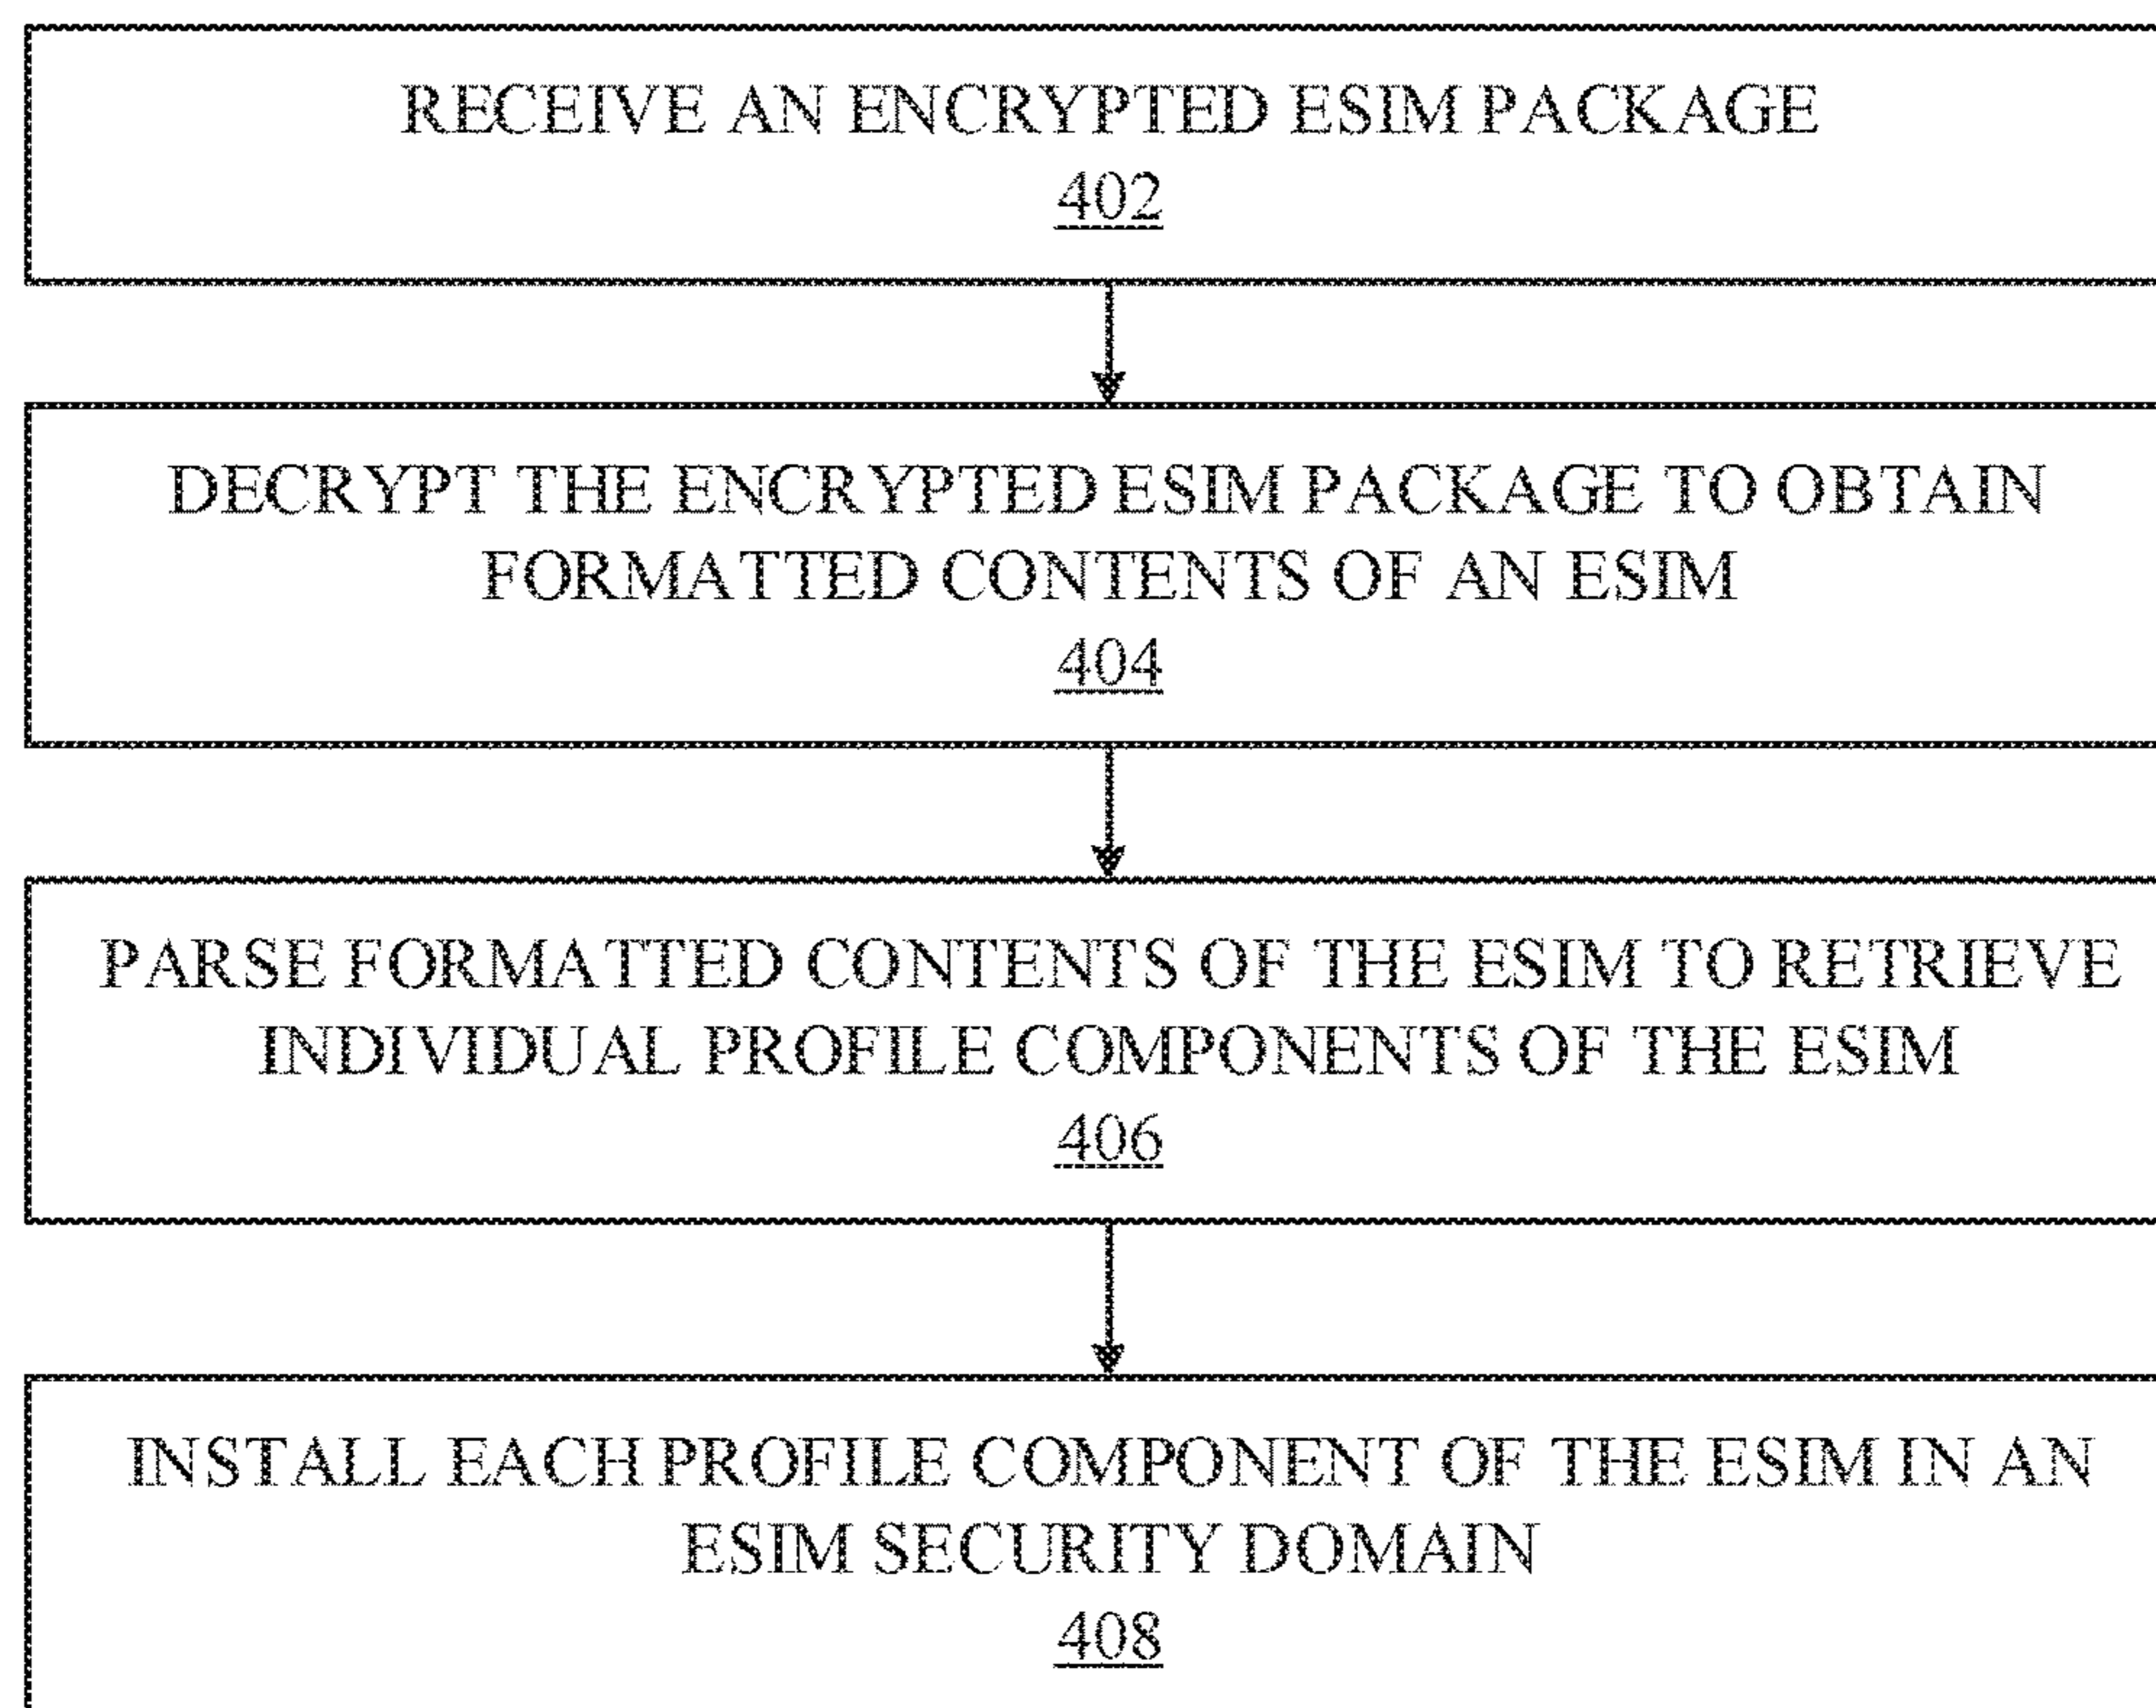 RECEIVE AN ENCRYPTED ESIM PACKAGE
402
DECRYPT THE ENCRYPTED ESIM PACKAGE TO OBTAIN
FORMATTED CONTENTS OF AN ESIM
404
PARSE FORMATTED CONTENTS OF THE ESIM TO RETRIEVE
INDIVIDUAL PROFILE COMPONENTS OF THE ESIM
406
INSTALL EACH PROFILE COMPONENT OF THE ESIM IN AN
ESIM SECURITY DOMAIN
408